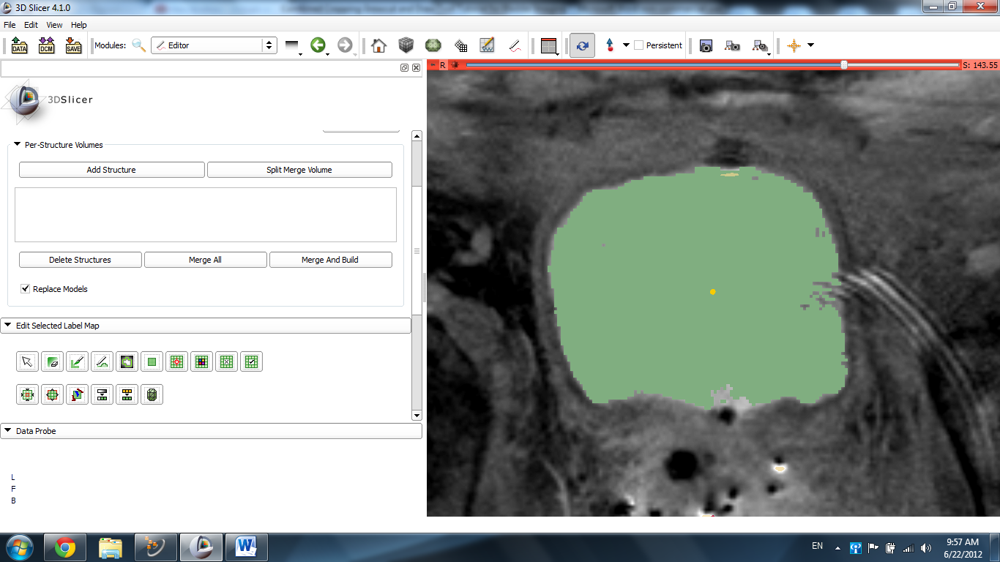 3D Slicer 4.1.0
File Edit View Help
DATA DCM SAVE Modules: Editor Persistent
R S: 143.55
3DSlicer
Per-Structure Volumes
Add Structure Split Merge Volume
Delete Structures Merge All Merge And Build
Replace Models
Edit Selected Label Map
Data Probe
L
F
B
EN 9:57 AM
6/22/2012